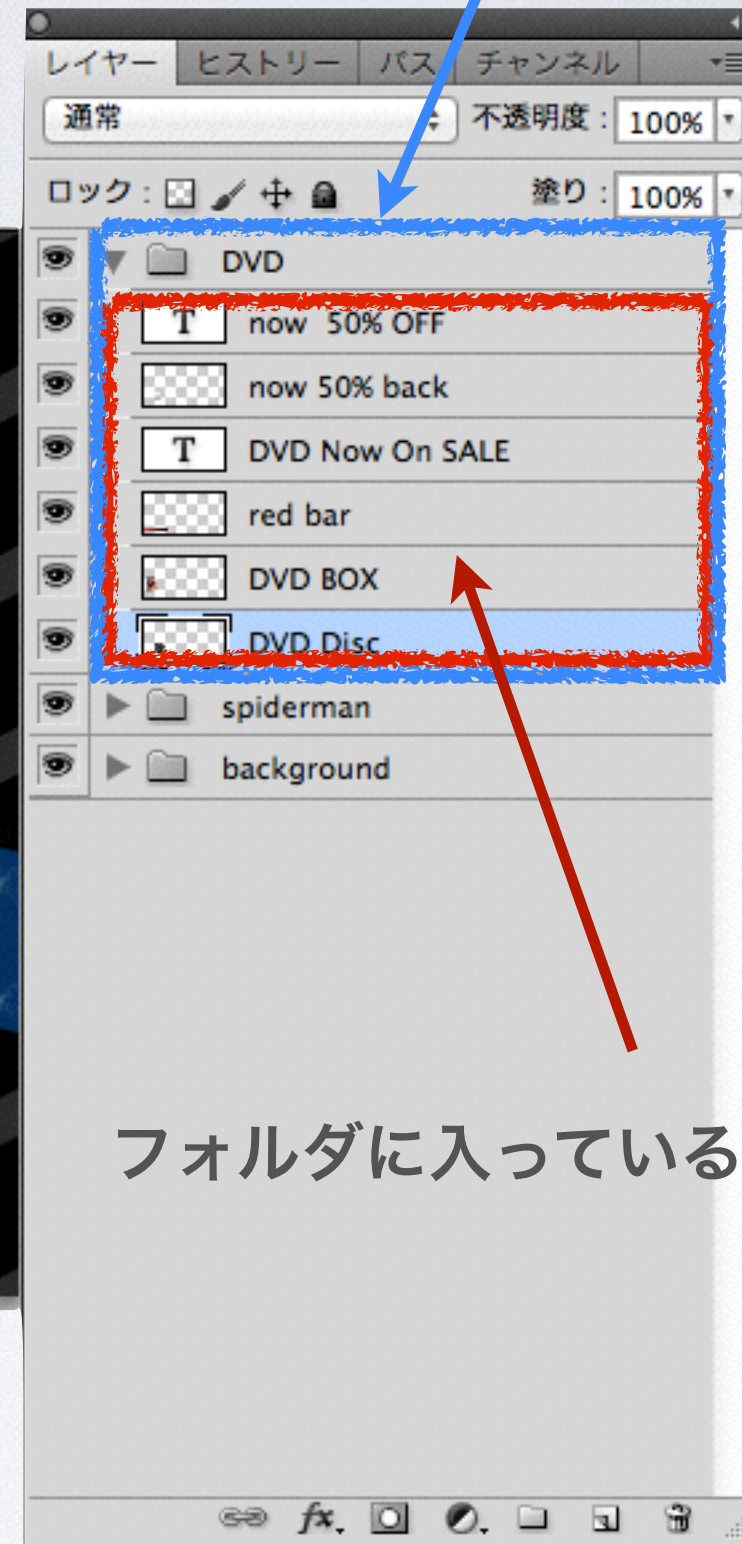 レイヤー ヒストリー パス チャンネル
通常 不透明度： 100%
ロック： 塗り： 100%
DVD
T now 50% OFF
now 50% back
T DVD Now On SALE
red bar
DVD BOX
DVD Disc
spiderman
background
フォルダに入っている
fx.